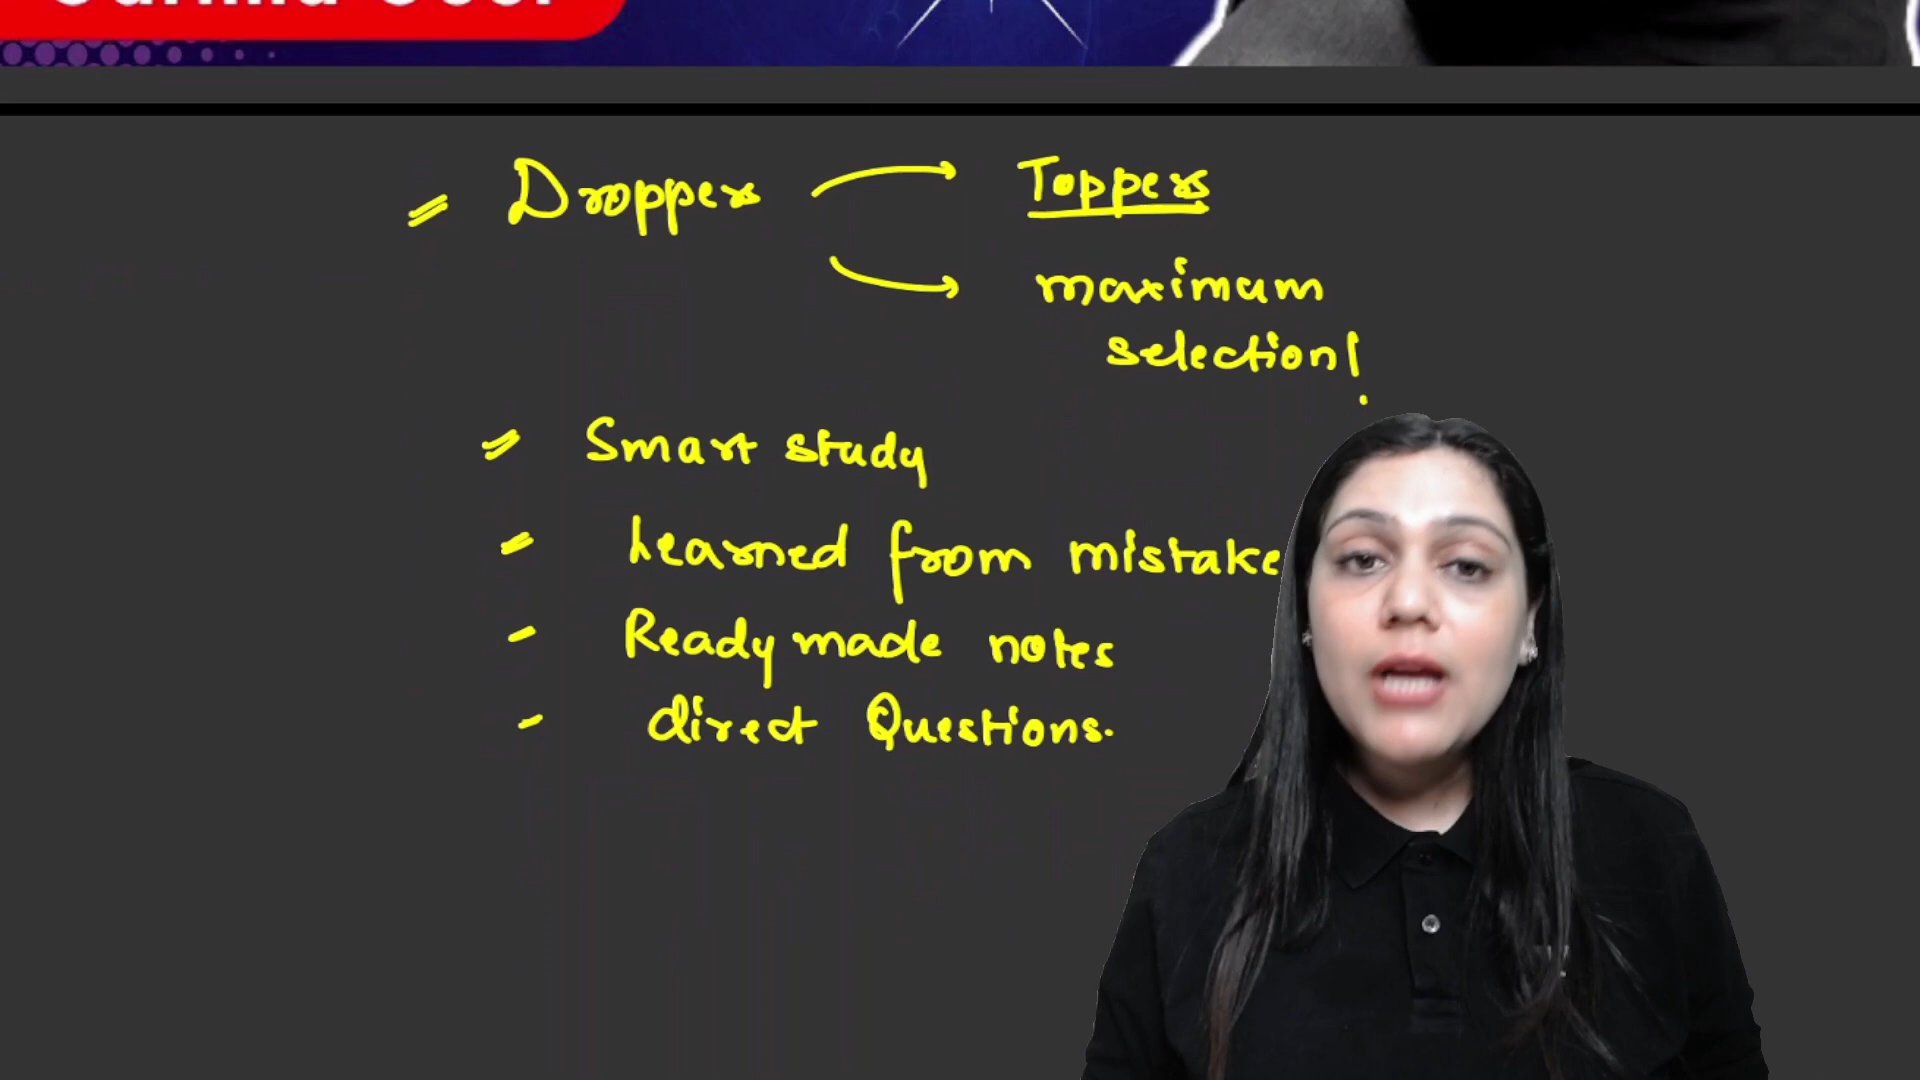 Droppers → Toppers
→ maximum
selection!
Smart study
- Learned from mistake
- Ready made notes
- direct Questions.